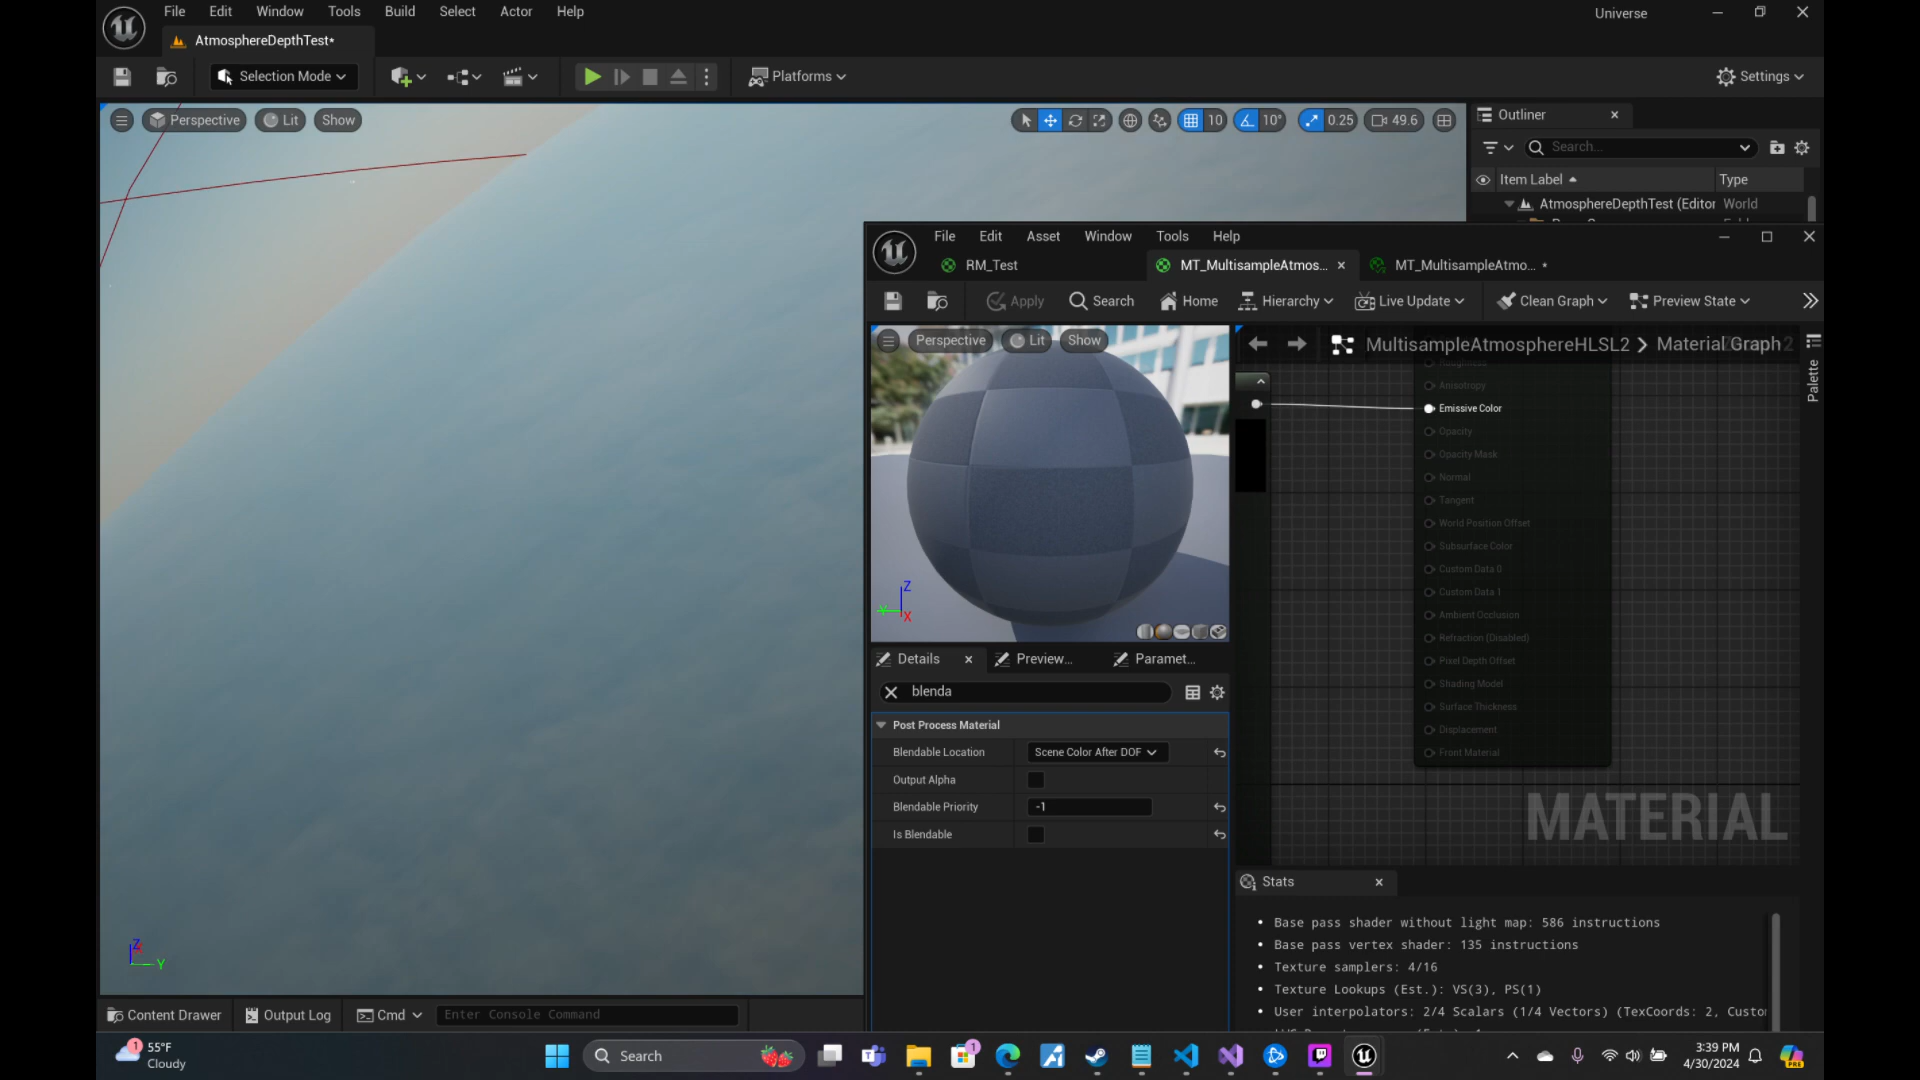 File Edit Window Tools Build Select Actor Help
Universe
AtmosphereDepthTest*
Selection Mode
Platforms
Settings
Perspective Lit Show
10 10° 0.25 49.6
Outliner
Search...
Item Label Type
AtmosphereDepthTest (Editor World
File Edit Asset Window Tools Help
RM_Test MT_MultisampleAtmos... MT_MultisampleAtmo... *
Apply Search Home Hierarchy Live Update Clean Graph Preview State
Perspective Lit Show
MultisampleAtmosphereHLSL2 > Material Graph
Palette
Anisotropy
Emissive Color
Opacity
Opacity Mask
Normal
Tangent
World Position Offset
Subsurface Color
Custom Data 0
Custom Data 1
Ambient Occlusion
Refraction (Disabled)
Pixel Depth Offset
Shading Model
Surface Thickness
Displacement
Front Material
MATERIAL
Z
Y
X
Details Preview... Paramet...
blenda
Post Process Material
Blendable Location Scene Color After DOF
Output Alpha
Blendable Priority -1
Is Blendable
Stats
• Base pass shader without light map: 586 instructions
• Base pass vertex shader: 135 instructions
• Texture samplers: 4/16
• Texture Lookups (Est.): VS(3), PS(1)
• User interpolators: 2/4 Scalars (1/4 Vectors) (TexCoords: 2, Custo
Z
Y
Content Drawer Output Log Cmd Enter Console Command
1
55°F
Cloudy
Search
1
3:39 PM
4/30/2024
PRE